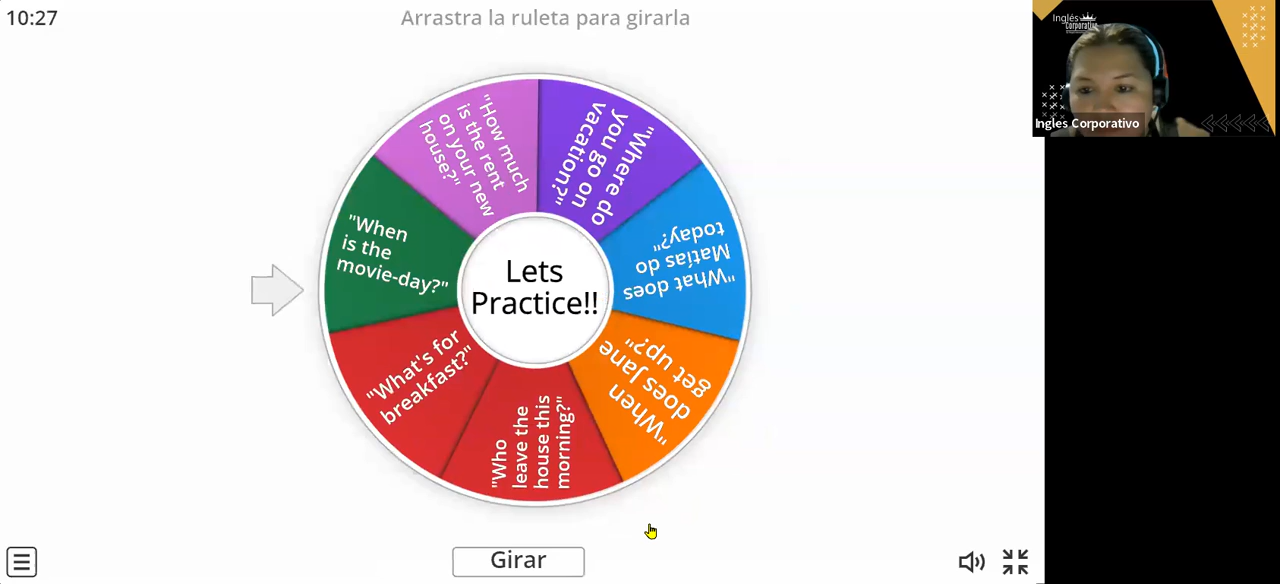 10:27
Arrastra la ruleta para girarla
Inglés
Corporativo
Ingles Corporativo
"How much
is the rent
on your new
house?"
"Where do
you go on
vacation?"
"What does
Matías do
today?"
"When
does Jane
get up?"
"Who
leave the
house this
morning?"
"What's for
breakfast?"
"When
is the
movie-day?"
Lets
Practice!!
Girar